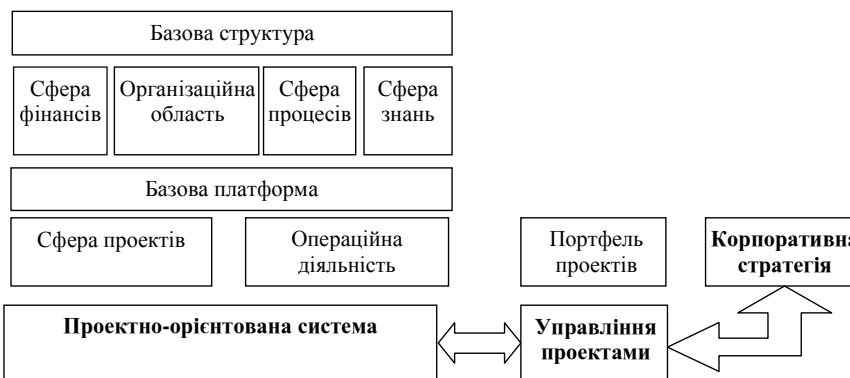 Базова структура
Сфера
фінансів
Організаційна
область
Сфера
процесів
Сфера
знань
Базова платформа
Сфера проектів
Операційна
діяльність
Портфель
проектів
Корпоративна
стратегія
Проектно-орієнтована система
Управління
проектами